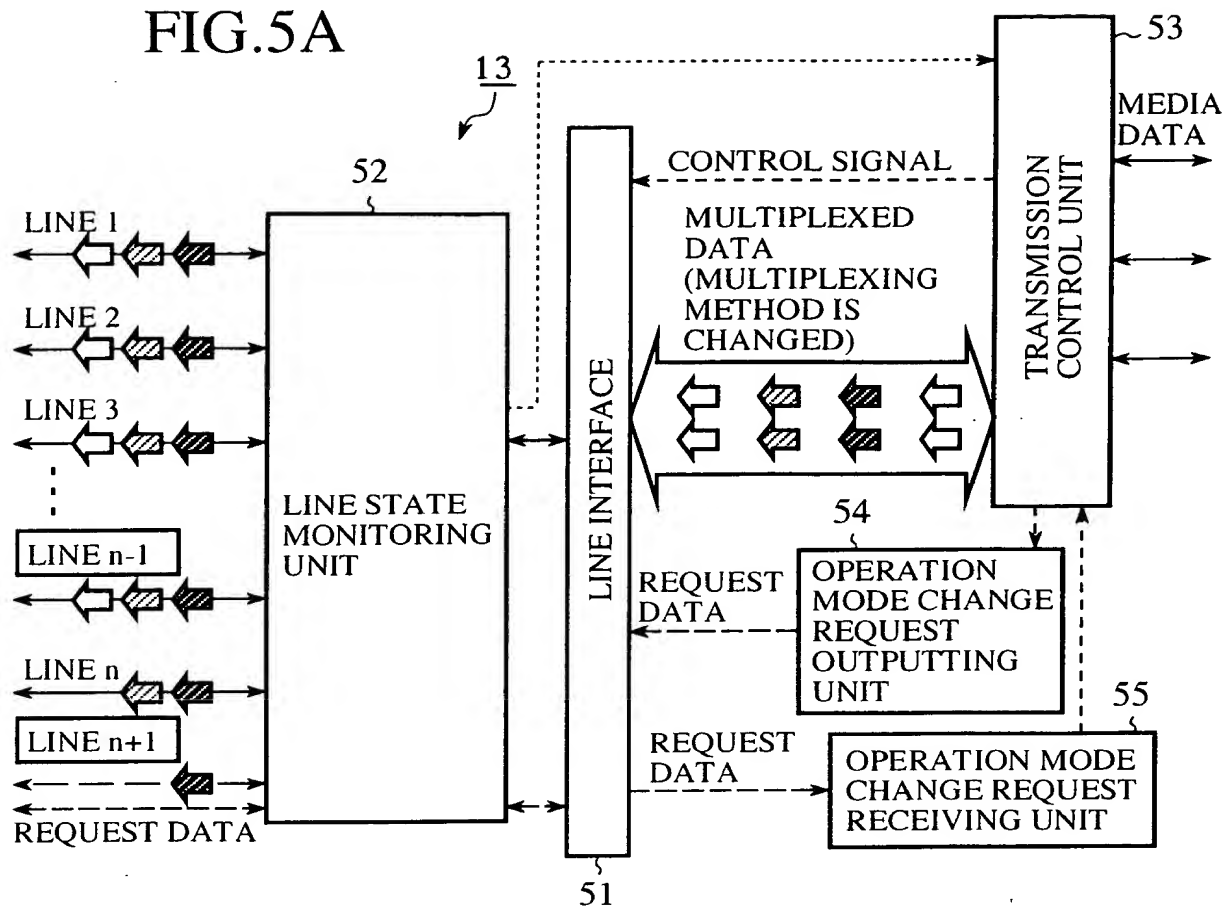 FIG.5A
13
53
MEDIA
DATA
52
CONTROL SIGNAL
LINE 1
MULTIPLEXED
DATA
(MULTIPLEXING
METHOD IS
CHANGED)
TRANSMISSION
CONTROL UNIT
LINE 2
LINE 3
LINE STATE
MONITORING
UNIT
LINE INTERFACE
LINE n-1
54
REQUEST
DATA
OPERATION
MODE CHANGE
REQUEST
OUTPUTTING
UNIT
LINE n
55
LINE n+1
REQUEST
DATA
OPERATION MODE
CHANGE REQUEST
RECEIVING UNIT
REQUEST DATA
51